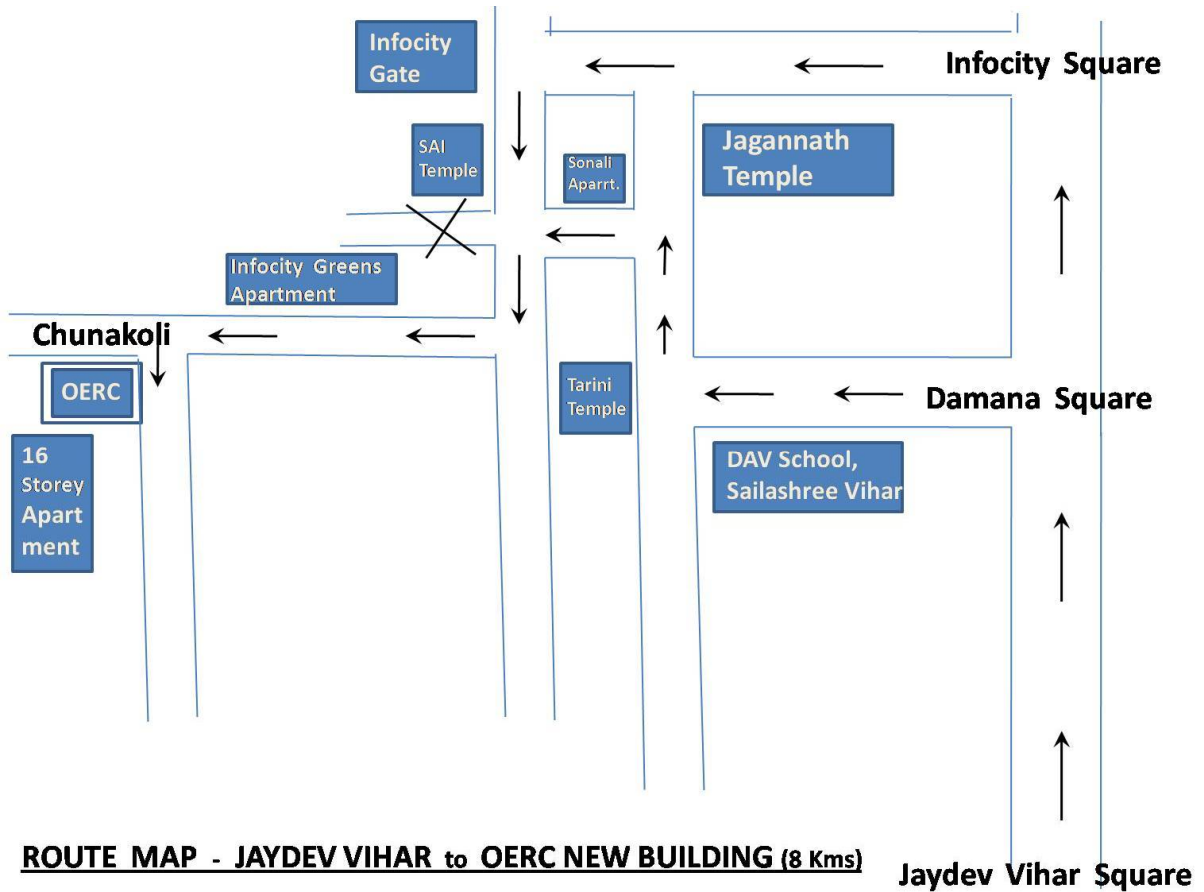 Infocity
Gate
Infocity Square
SAI
Temple
Sonali
Aparrt.
Jagannath
Temple
Infocity Greens
Apartment
Chunakoli
OERC
Tarini
Temple
Damana Square
16
Storey
Apart
ment
DAV School,
Sailashree Vihar
ROUTE MAP - JAYDEV VIHAR to OERC NEW BUILDING (8 Kms)
Jaydev Vihar Square